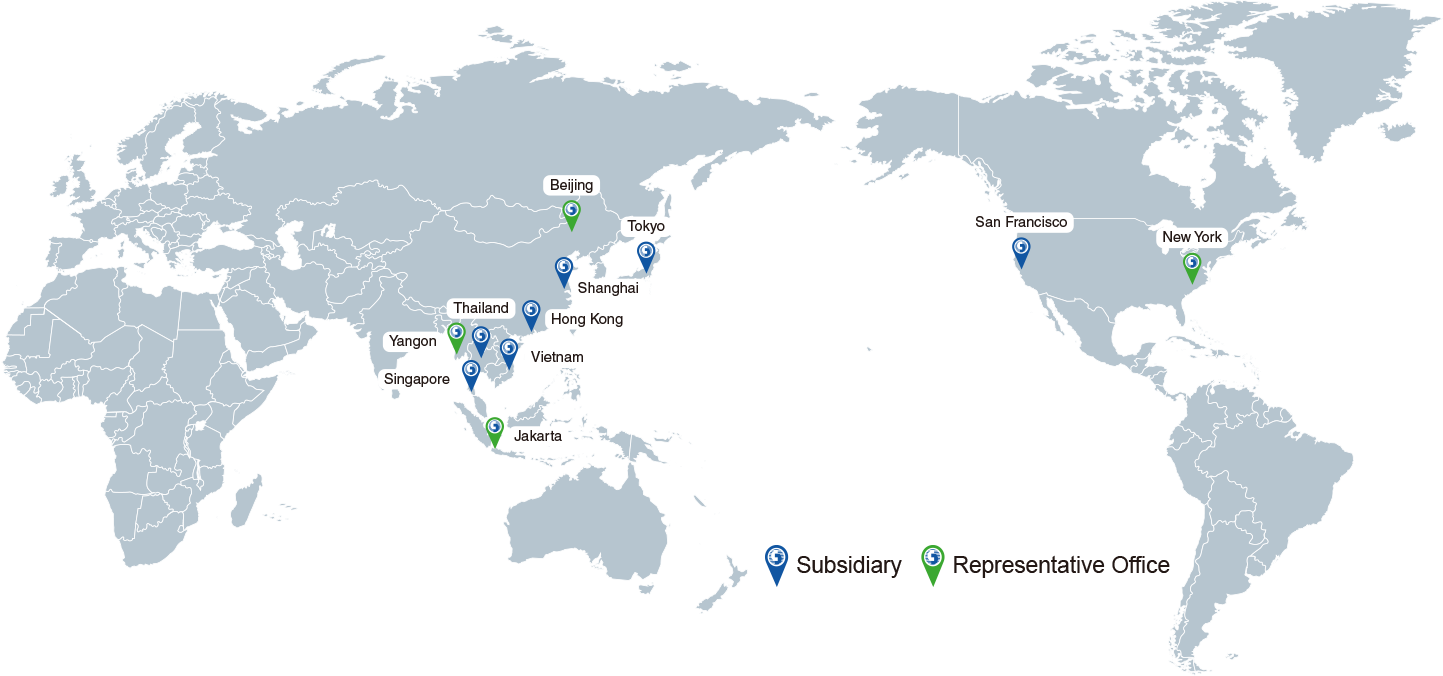 Beijing
Tokyo
San Francisco
New York
Shanghai
Thailand
Hong Kong
Yangon
Vietnam
Singapore
Jakarta
Subsidiary
Representative Office